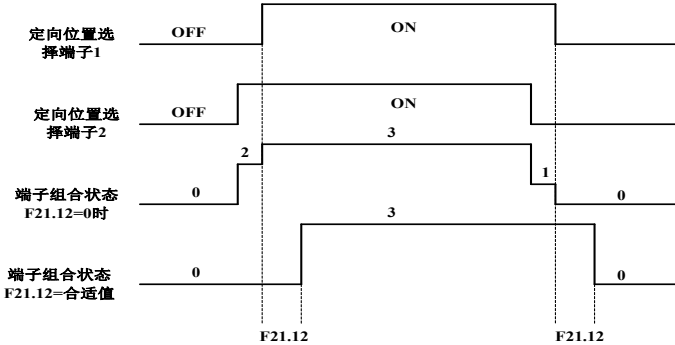 定向位置选
择端子1
OFF
ON
定向位置选
择端子2
OFF
ON
端子组合状态
F21.12=0时
0
2
3
1
0
端子组合状态
F21.12=合适值
0
3
0
F21.12
F21.12